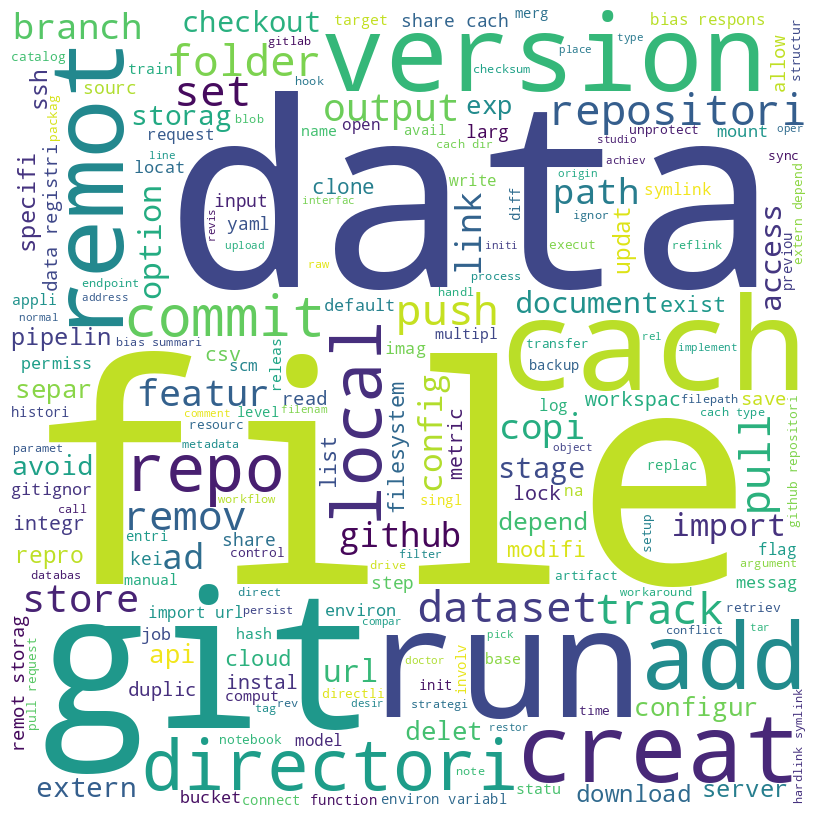 branch
checkout
target
share cach
merg
bias respons
catalog
gitlab
version
place
type
structur
folder
train
hook
checksum
allow
remot
ssh
sourc
packag
set
output
exp
repositori
storag
blob
request
name
open
avail
larg
mount
unprotect
oper
studio
line
cach dir
achiev
sync
locat
data
clone
write
path
origin
symlink
specifi
data registri
option
input
yaml
revis
interfac
upload
link
diff
ignor
initi
execut
reflink
updat
access
previou
extern depend
raw
process
handl
endpoint
address
appli
normal
commit
default
push
document
exist
pipelin
bias summari
multipl
transfer
rel
implement
cach
permiss
csv
scm
releas
local
imag
backup
separ
featur
read
config
workspac
filepath
save
histori
comment
level
filenam
list
filesystem
metric
log
copi
cach type
paramet
resourc
metadata
file
object
pull
github repositori
avoid
gitignor
repo
stage
replac
call
workflow
singl
lock
na
integr
entri
remov
github
depend
import
setup
repro
kei
ad
share
control
filter
modifi
flag
databas
manual
drive
step
artifact
argument
workaround
messag
store
import url
direct
persist
environ
compar
dataset
track
retriev
remot storag
pull request
job
hash
git
run
pick
conflict
tar
add
api
cloud
url
doctor
involv
base
duplic
instal
directli
comput
tag
rev
desir
init
strategi
time
configur
hardlink symlink
notebook
model
delet
restor
creat
directori
note
extern
bucket
connect
function
environ variabl
statu
download
server